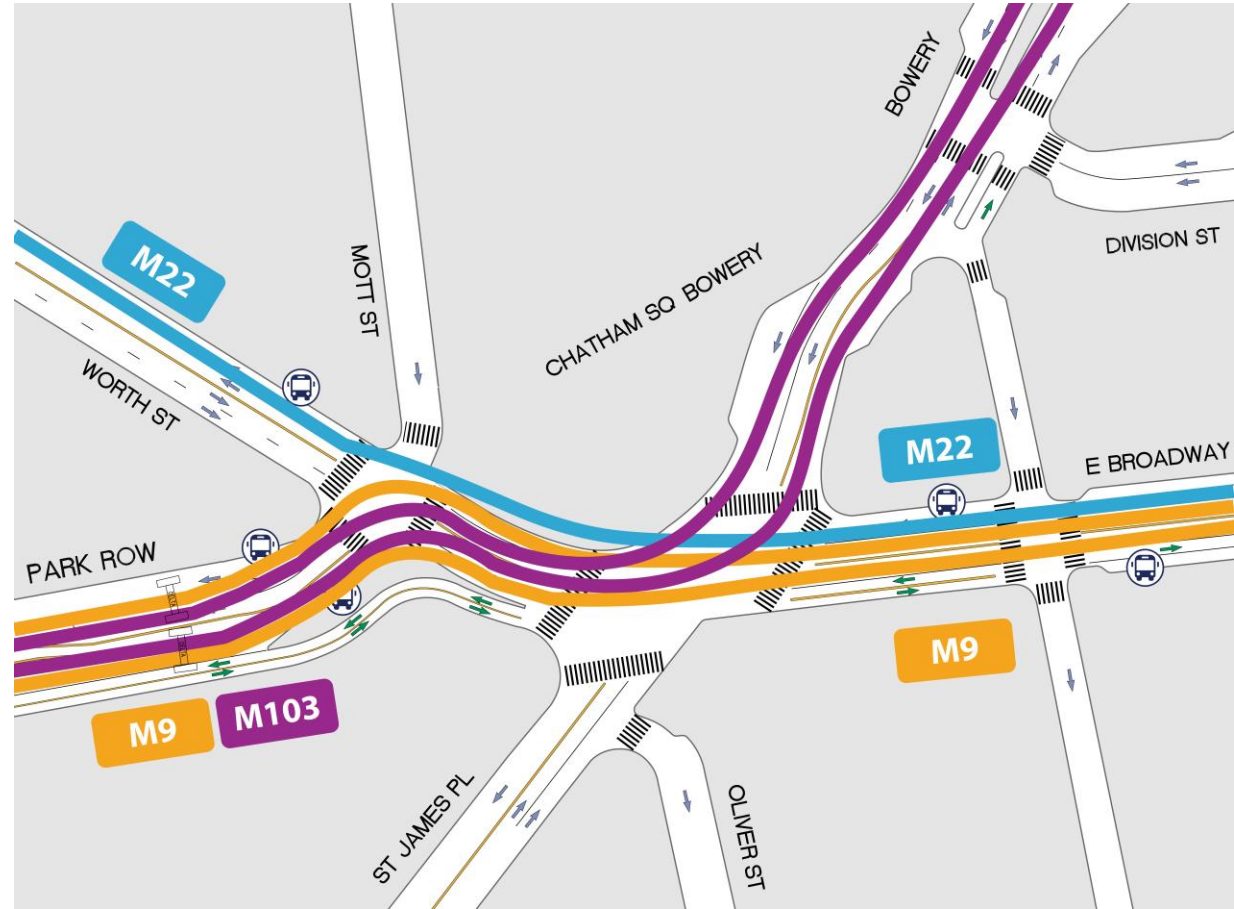 BOWERY
M22
MOTT ST
DIVISION ST
CHATHAM SQ BOWERY
WORTH ST
M22
E BROADWAY
PARK ROW
M9
M9
M103
ST JAMES PL
OLIVER ST